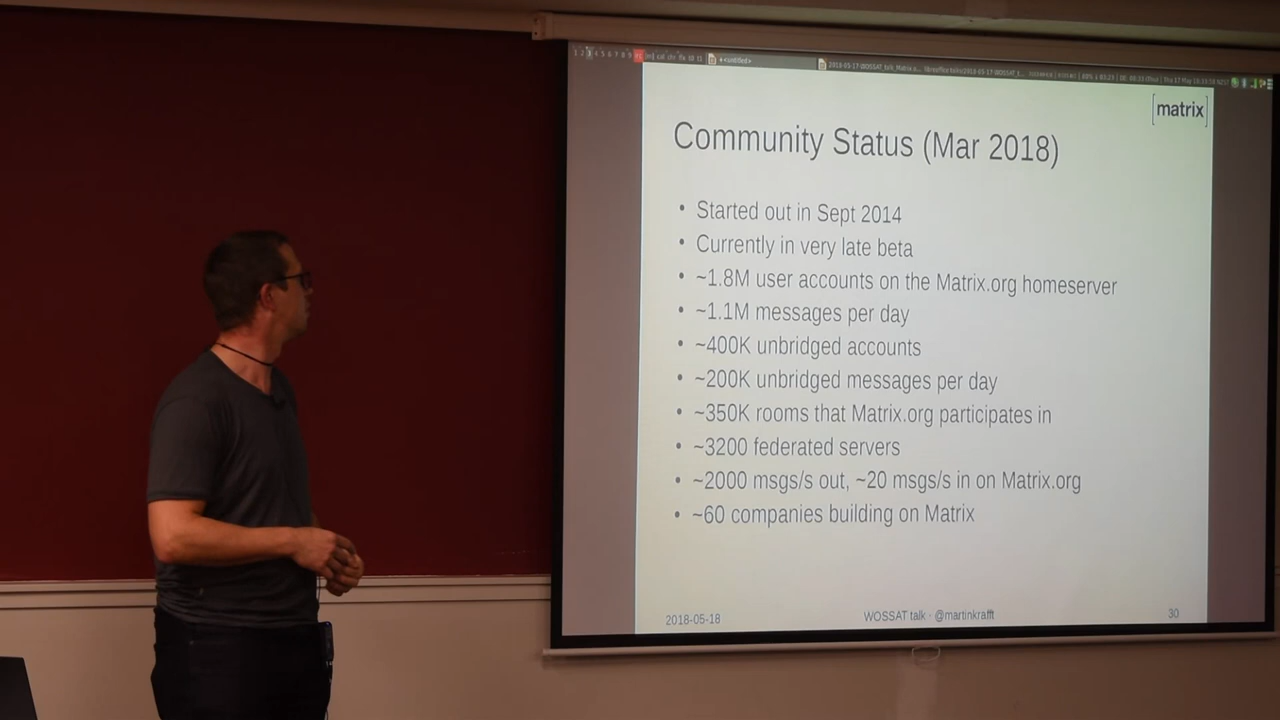 [matrix]
Community Status (Mar 2018)
• Started out in Sept 2014
• Currently in very late beta
• ~1.8M user accounts on the Matrix.org homeserver
• ~1.1M messages per day
• ~400K unbridged accounts
• ~200K unbridged messages per day
• ~350K rooms that Matrix.org participates in
• ~3200 federated servers
• ~2000 msgs/s out, ~20 msgs/s in on Matrix.org
• ~60 companies building on Matrix
2018-05-18 WOSSAT talk · @martinkrafft 30